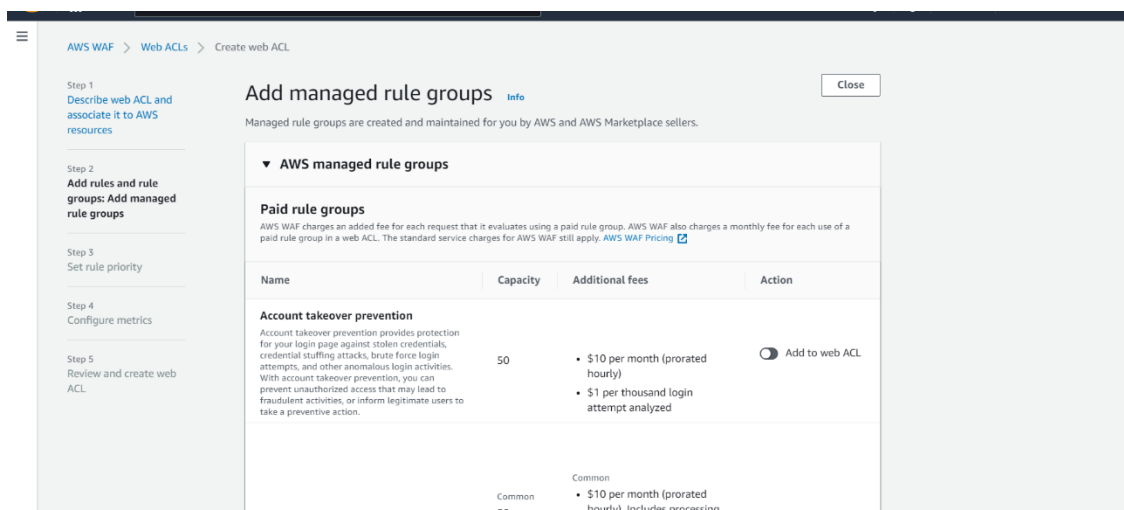 AWS WAF > Web ACLs > Create web ACL
Step 1
Describe web ACL and
associate it to AWS
resources
Step 2
Add rules and rule
groups: Add managed
rule groups
Step 3
Set rule priority
Step 4
Configure metrics
Step 5
Review and create web
ACL
Add managed rule groups Info
Close
Managed rule groups are created and maintained for you by AWS and AWS Marketplace sellers.
▼ AWS managed rule groups
Paid rule groups
AWS WAF charges an added fee for each request that it evaluates using a paid rule group. AWS WAF also charges a monthly fee for each use of a
paid rule group in a web ACL. The standard service charges for AWS WAF still apply. AWS WAF Pricing
Name Capacity Additional fees Action
Account takeover prevention
Account takeover prevention provides protection
for your login page against stolen credentials,
credential stuffing attacks, brute force login
attempts, and other anomalous login activities.
With account takeover prevention, you can
prevent unauthorized access that may lead to
fraudulent activities, or inform legitimate users to
take a preventive action.
50
• $10 per month (prorated
hourly)
• $1 per thousand login
attempt analyzed
Add to web ACL
Common
Common
• $10 per month (prorated
hourly). Includes processing